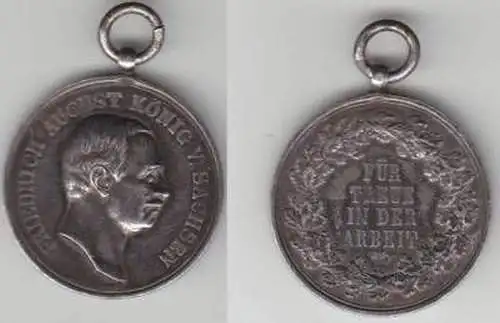 FRIEDRICH AUGUST KÖNIG V. SACHSEN
FÜR
TREUE
IN DER
ARBEIT